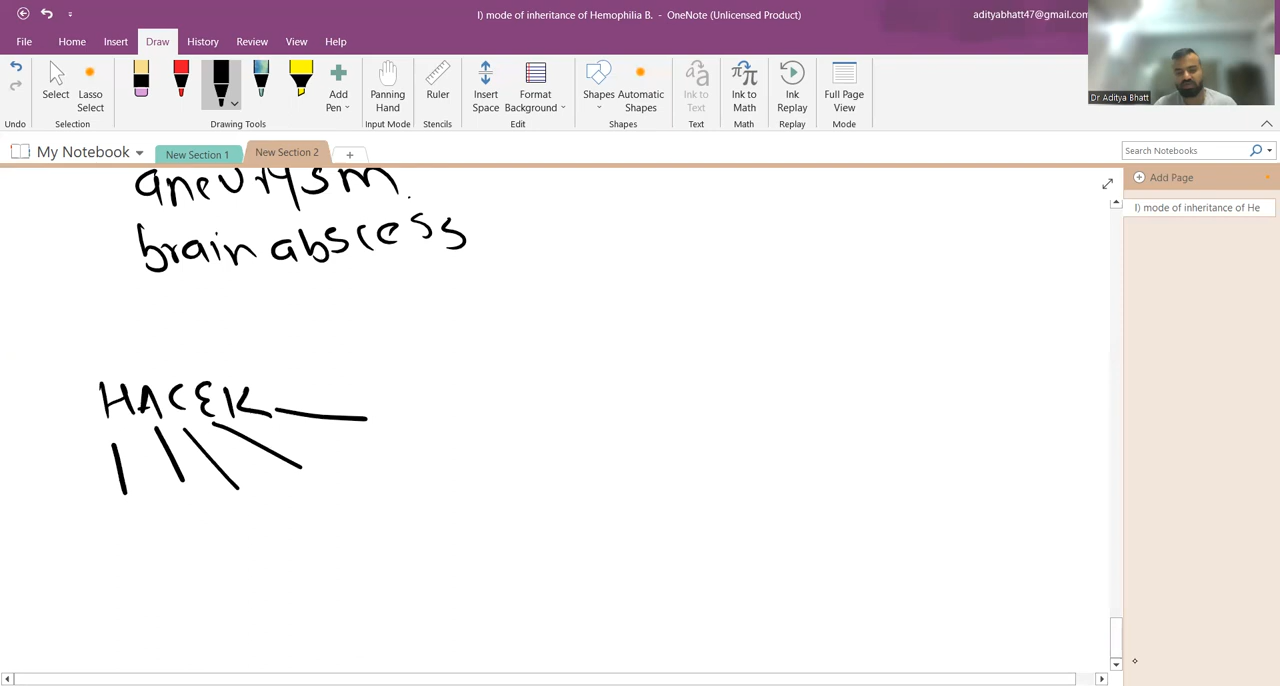 I) mode of inheritance of Hemophilia B. - OneNote (Unlicensed Product)
adityabhatt47@gmail.com
File Home Insert Draw History Review View Help
Undo
Select
Lasso Select
Selection
Add Pen
Drawing Tools
Panning Hand
Input Mode
Ruler
Stencils
Insert Space
Format Background
Edit
Shapes
Automatic Shapes
Shapes
Ink to Text
Text
Ink to Math
Math
Ink Replay
Replay
Full Page View
Mode
Dr Aditya Bhatt
My Notebook
New Section 1
New Section 2
Search Notebooks
Add Page
I) mode of inheritance of He
aneurysm.
brain abscess
HACEK